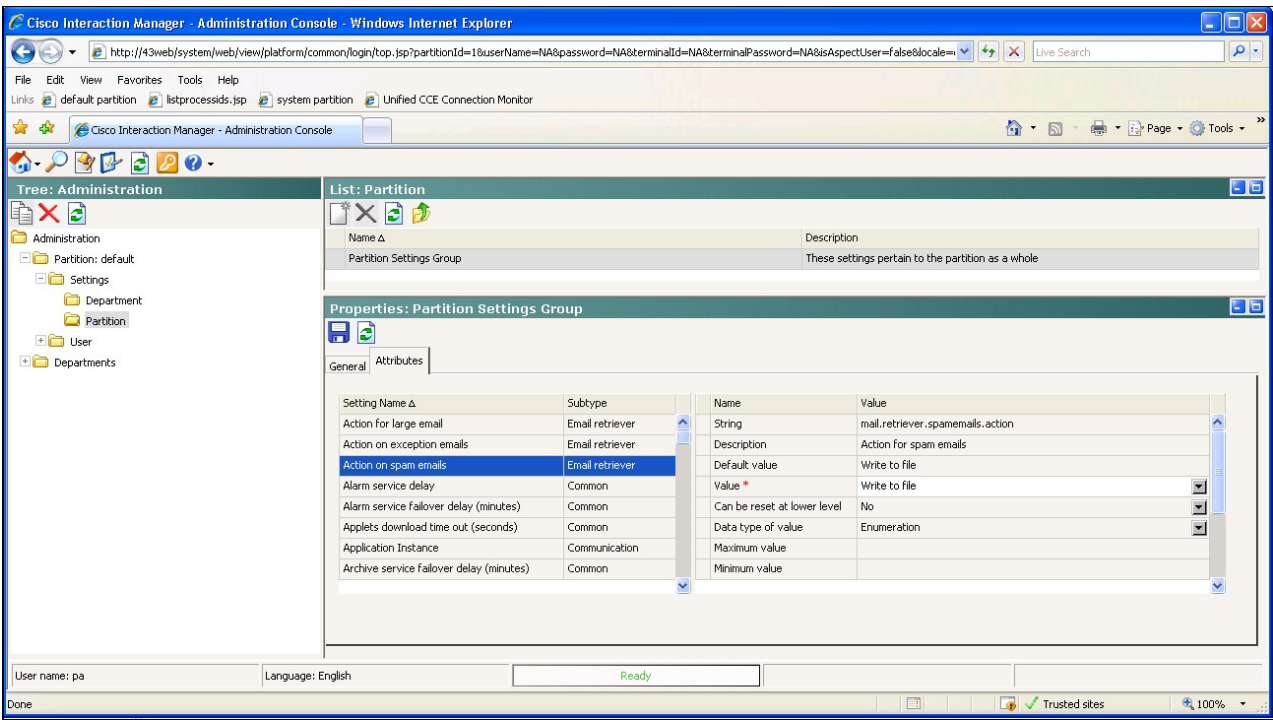 Cisco Interaction Manager - Administration Console - Windows Internet Explorer
http://43web/system/web/view/platform/common/login/top.jsp?partitionId=1&userName=NA&password=NA&terminalId=NA&terminalPassword=NA&isAspectUser=false&locale= Live Search
File Edit View Favorites Tools Help
Links default partition listprocessids.jsp system partition Unified CCE Connection Monitor
Cisco Interaction Manager - Administration Console Page Tools »
Tree: Administration List: Partition
Administration Name Description
Partition: default Partition Settings Group These settings pertain to the partition as a whole
Settings
Department
Partition
User
Departments
Properties: Partition Settings Group
General Attributes
Setting Name Subtype Name Value
Action for large email Email retriever String mail.retriever.spamemails.action
Action on exception emails Email retriever Description Action for spam emails
Action on spam emails Email retriever Default value Write to file
Alarm service delay Common Value * Write to file
Alarm service failover delay (minutes) Common Can be reset at lower level No
Applets download time out (seconds) Common Data type of value Enumeration
Application Instance Communication Maximum value
Archive service failover delay (minutes) Common Minimum value
User name: pa Language: English Ready
Done Trusted sites 100%